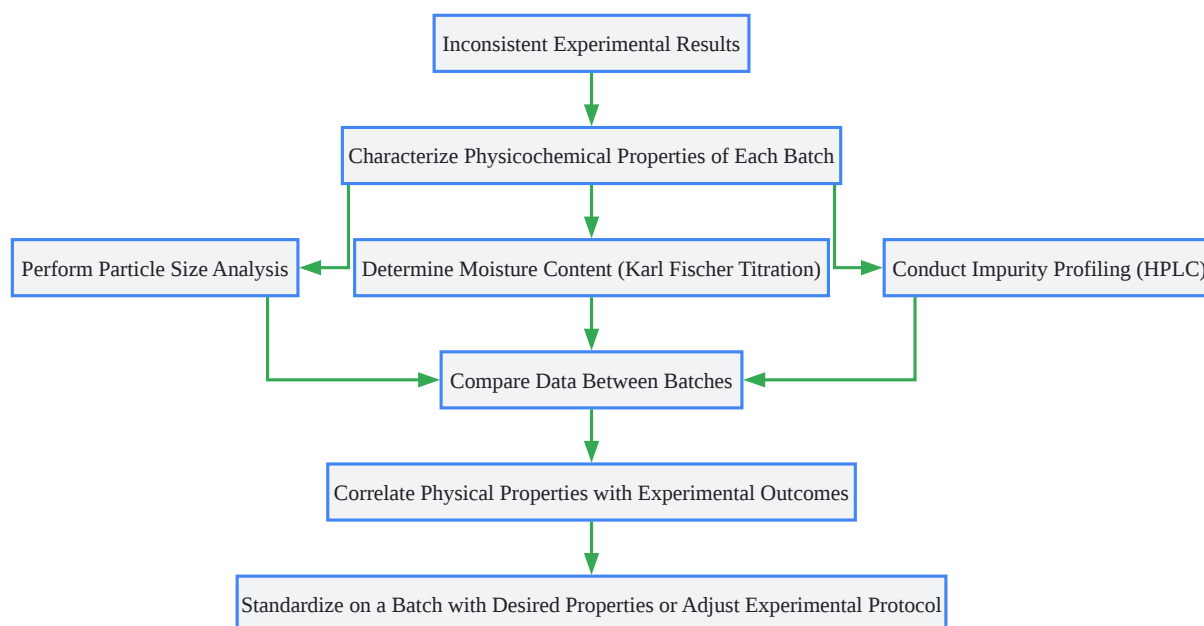 Inconsistent Experimental Results
Characterize Physicochemical Properties of Each Batch
Perform Particle Size Analysis
Determine Moisture Content (Karl Fischer Titration)
Conduct Impurity Profiling (HPLC)
Compare Data Between Batches
Correlate Physical Properties with Experimental Outcomes
Standardize on a Batch with Desired Properties or Adjust Experimental Protocol